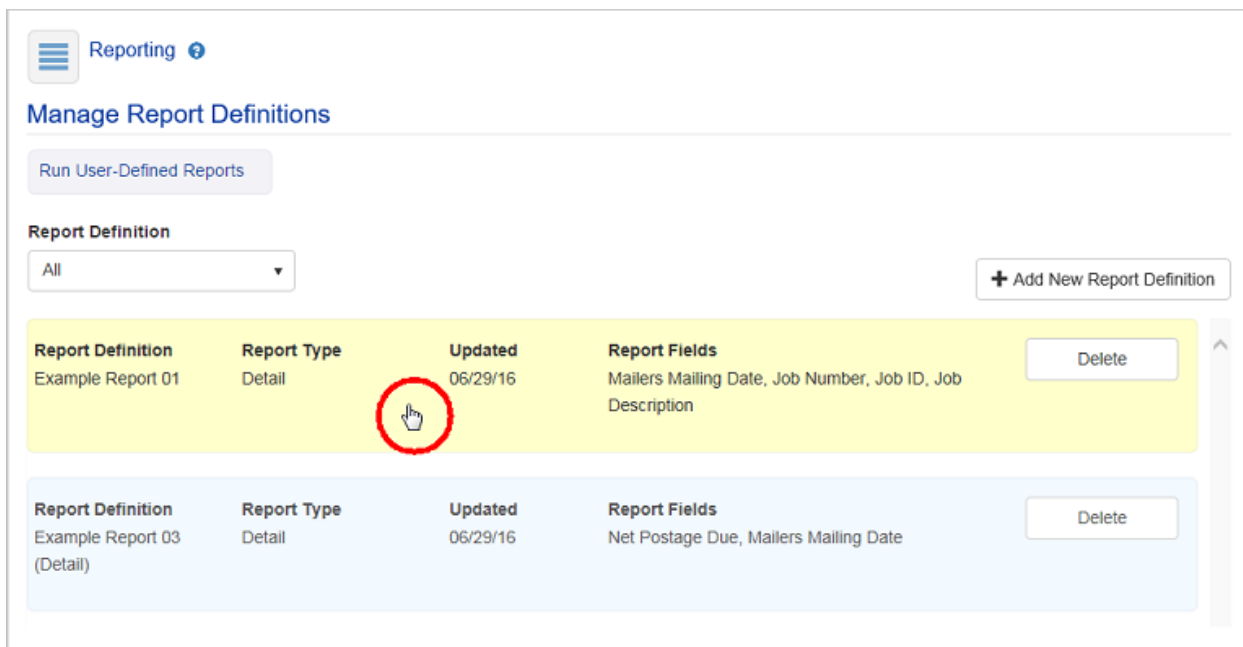 Reporting ?
Manage Report Definitions
Run User-Defined Reports
Report Definition
All
+ Add New Report Definition
Report Definition Report Type Updated Report Fields Delete
Example Report 01 Detail 06/29/16 Mailers Mailing Date, Job Number, Job ID, Job
Description
Report Definition Report Type Updated Report Fields Delete
Example Report 03 Detail 06/29/16 Net Postage Due, Mailers Mailing Date
(Detail)